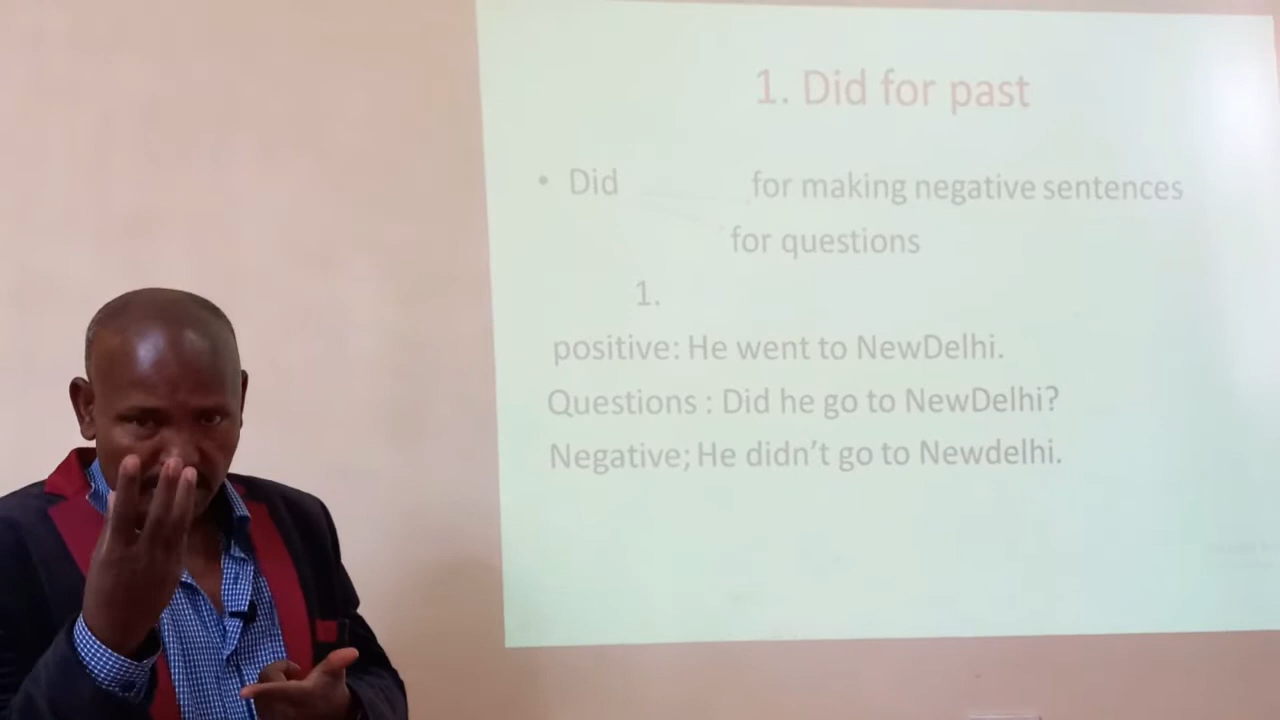 1. Did for past
• Did for making negative sentences
for questions
1.
positive: He went to NewDelhi.
Questions : Did he go to NewDelhi?
Negative; He didn’t go to Newdelhi.